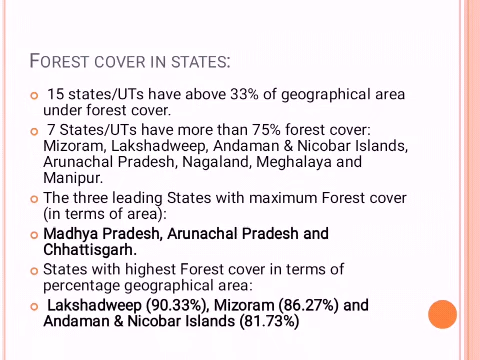 FOREST COVER IN STATES:
15 states/UTs have above 33% of geographical area
under forest cover.
7 States/UTs have more than 75% forest cover:
Mizoram, Lakshadweep, Andaman & Nicobar Islands,
Arunachal Pradesh, Nagaland, Meghalaya and
Manipur.
The three leading States with maximum Forest cover
(in terms of area):
Madhya Pradesh, Arunachal Pradesh and
Chhattisgarh.
States with highest Forest cover in terms of
percentage geographical area:
Lakshadweep (90.33%), Mizoram (86.27%) and
Andaman & Nicobar Islands (81.73%)